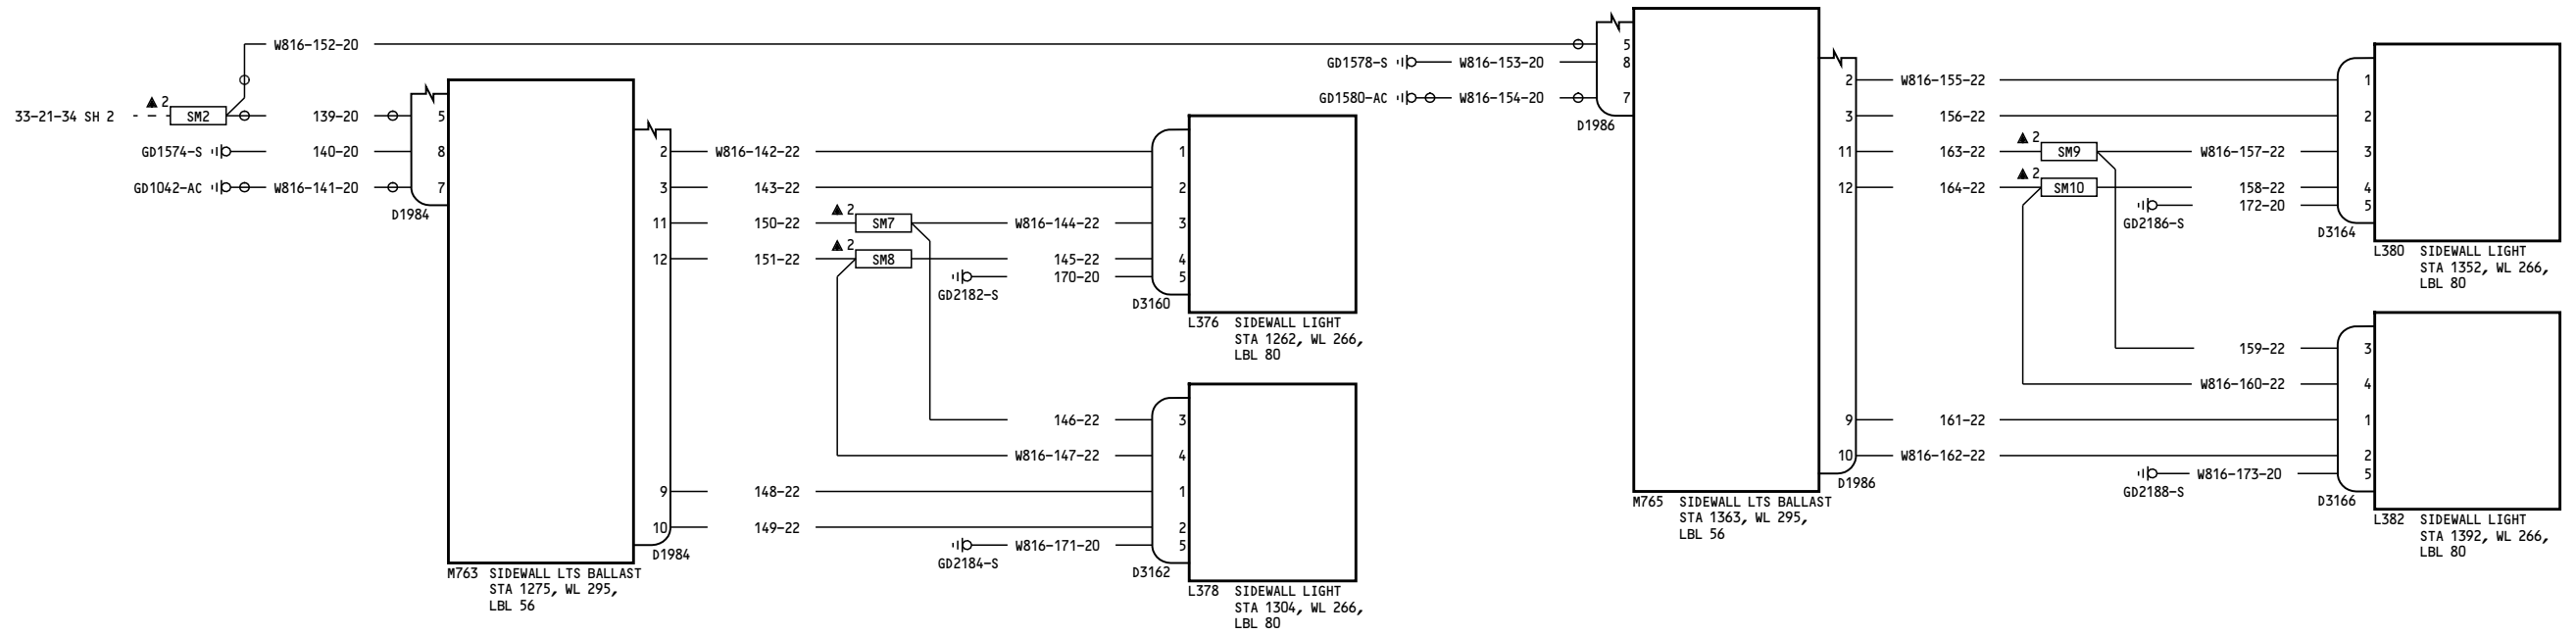 W816-152-20
33-21-34 SH 2
2
SM2
139-20
5
GD1574-S
140-20
8
GD1042-AC
W816-141-20
7
D1984
2
W816-142-22
1
3
143-22
2
11
150-22
2
SM7
W816-144-22
3
12
151-22
2
SM8
145-22
4
GD2182-S
170-20
5
D3160
L376 SIDEWALL LIGHT
STA 1262, WL 266,
LBL 80
146-22
3
W816-147-22
4
9
148-22
1
10
149-22
2
GD2184-S
W816-171-20
5
D1984
D3162
M763 SIDEWALL LTS BALLAST
STA 1275, WL 295,
LBL 56
L378 SIDEWALL LIGHT
STA 1304, WL 266,
LBL 80
5
GD1578-S
W816-153-20
8
GD1580-AC
W816-154-20
7
D1986
2
W816-155-22
1
3
156-22
2
11
163-22
2
SM9
W816-157-22
3
12
164-22
2
SM10
158-22
4
GD2186-S
172-20
5
D3164
L380 SIDEWALL LIGHT
STA 1352, WL 266,
LBL 80
159-22
3
W816-160-22
4
9
161-22
1
10
W816-162-22
2
GD2188-S
W816-173-20
5
D1986
D3166
M765 SIDEWALL LTS BALLAST
STA 1363, WL 295,
LBL 56
L382 SIDEWALL LIGHT
STA 1392, WL 266,
LBL 80